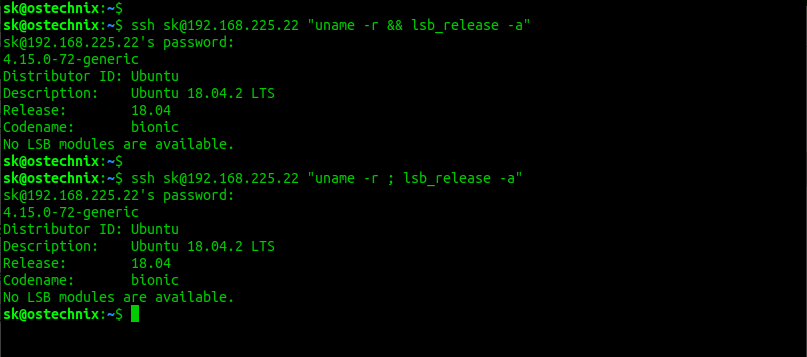 sk@ostechnix:~$
sk@ostechnix:~$ ssh sk@192.168.225.22 "uname -r && lsb_release -a"
sk@192.168.225.22's password:
4.15.0-72-generic
Distributor ID: Ubuntu
Description:    Ubuntu 18.04.2 LTS
Release:        18.04
Codename:       bionic
No LSB modules are available.
sk@ostechnix:~$
sk@ostechnix:~$ ssh sk@192.168.225.22 "uname -r ; lsb_release -a"
sk@192.168.225.22's password:
4.15.0-72-generic
Distributor ID: Ubuntu
Description:    Ubuntu 18.04.2 LTS
Release:        18.04
Codename:       bionic
No LSB modules are available.
sk@ostechnix:~$